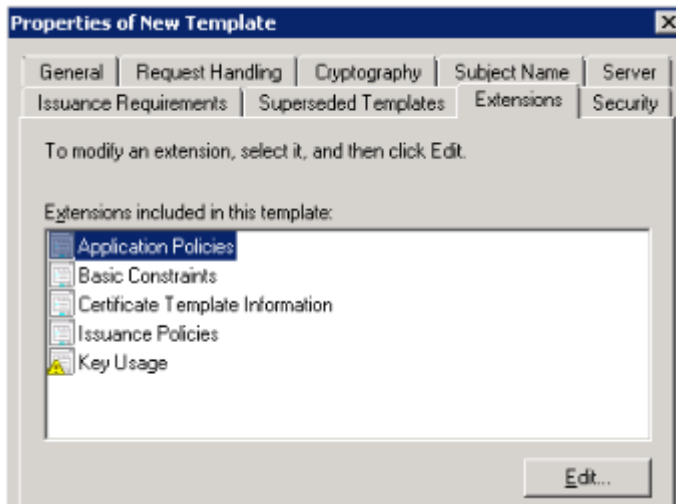 Properties of New Template
General Request Handling Cryptography Subject Name Server
Issuance Requirements Superseded Templates Extensions Security
To modify an extension, select it, and then click Edit.
Extensions included in this template:
Application Policies
Basic Constraints
Certificate Template Information
Issuance Policies
Key Usage
Edit...